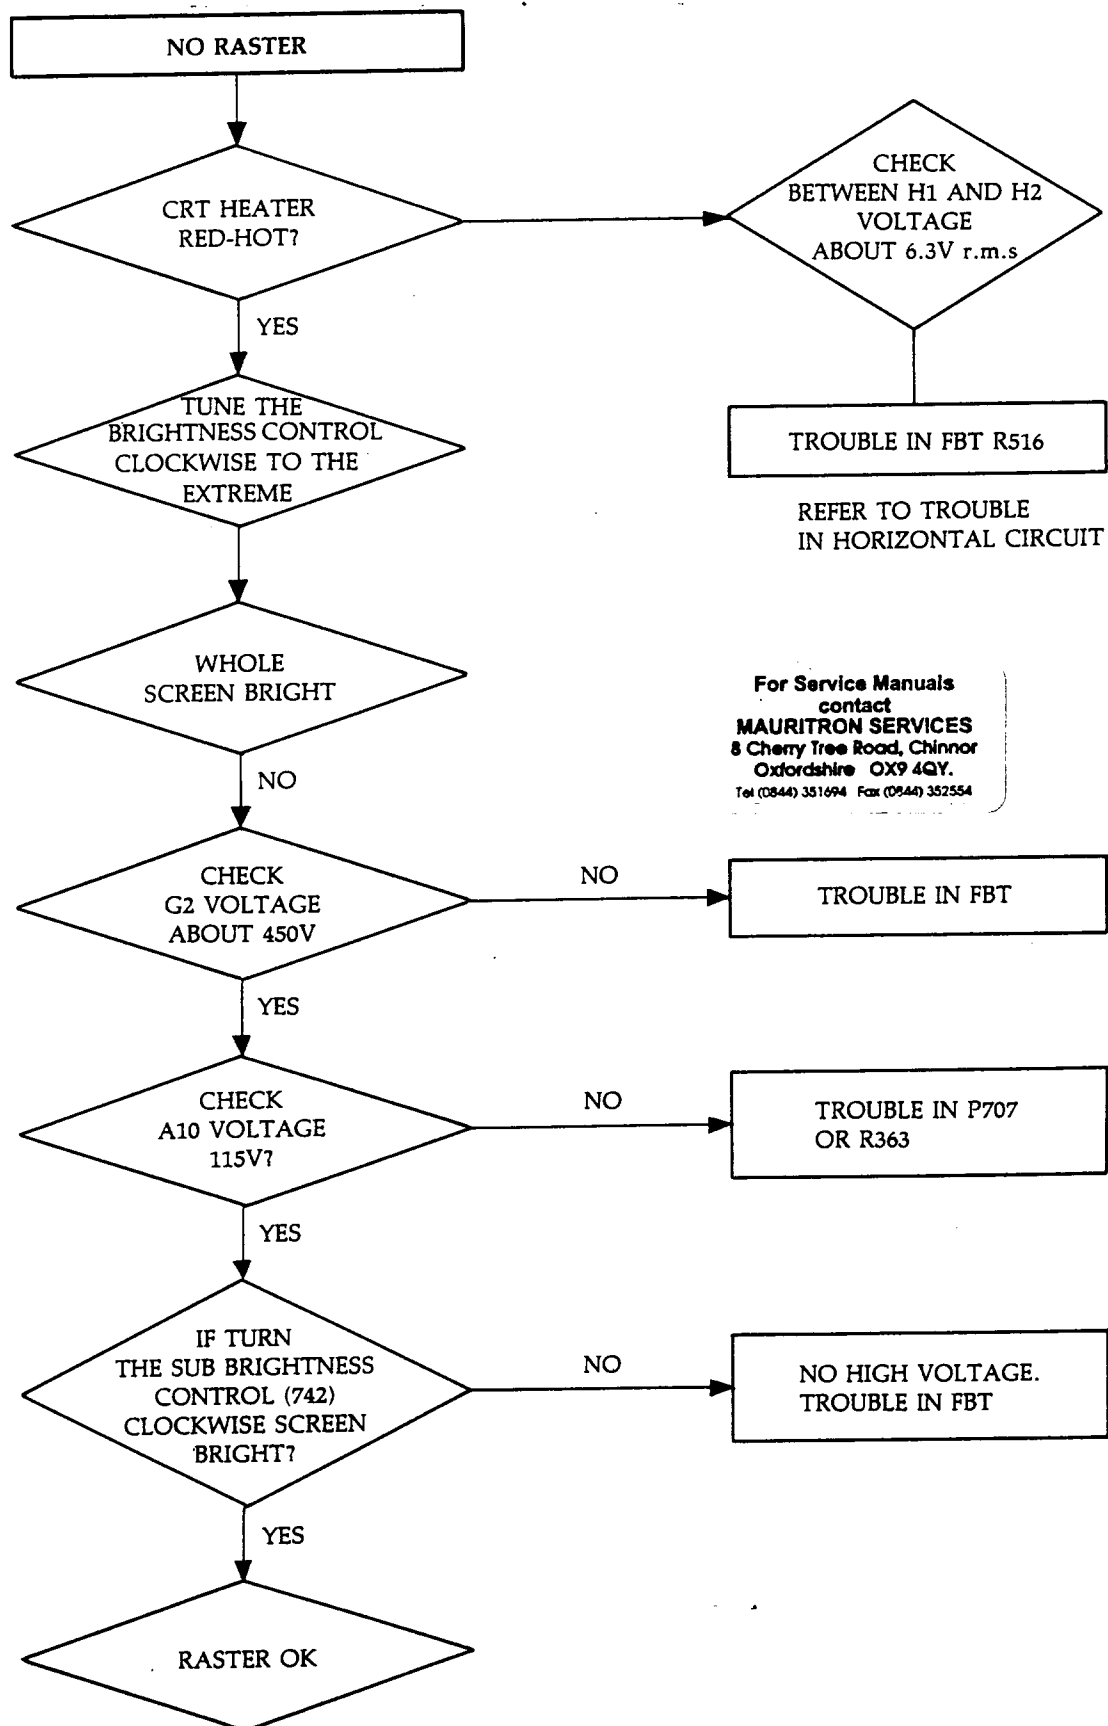 NO RASTER
CRT HEATER
RED-HOT?
CHECK
BETWEEN H1 AND H2
VOLTAGE
ABOUT 6.3V r.m.s
YES
TUNE THE
BRIGHTNESS CONTROL
CLOCKWISE TO THE
EXTREME
TROUBLE IN FBT R516
REFER TO TROUBLE
IN HORIZONTAL CIRCUIT
WHOLE
SCREEN BRIGHT
For Service Manuals
contact
MAURITRON SERVICES
8 Cherry Tree Road, Chinnor
Oxfordshire OX9 4QY.
Tel (0844) 351694 Fax (0844) 352554
NO
CHECK
G2 VOLTAGE
ABOUT 450V
NO
TROUBLE IN FBT
YES
CHECK
A10 VOLTAGE
115V?
NO
TROUBLE IN P707
OR R363
YES
IF TURN
THE SUB BRIGHTNESS
CONTROL (742)
CLOCKWISE SCREEN
BRIGHT?
NO
NO HIGH VOLTAGE.
TROUBLE IN FBT
YES
RASTER OK